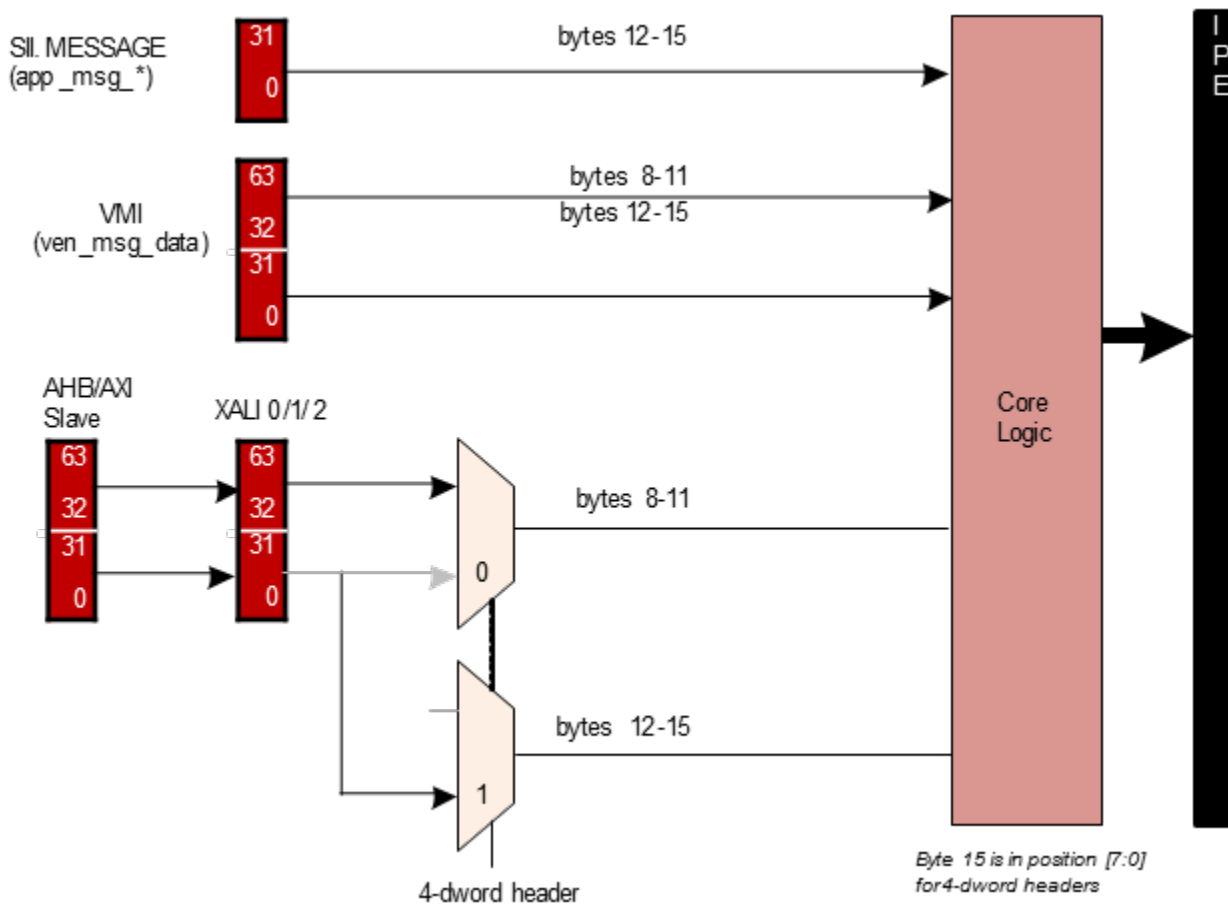 SII. MESSAGE
(app _msg_*)
31
0
bytes 12-15
I
P
E
VMI
(ven_msg_data)
63
32
31
0
bytes 8-11
bytes 12-15
AHB/AXI
Slave
XALI 0/1/2
63
32
31
0
63
32
31
0
0
bytes 8-11
Core
Logic
bytes 12-15
1
4-dword header
Byte 15 is in position [7:0]
for 4-dword headers